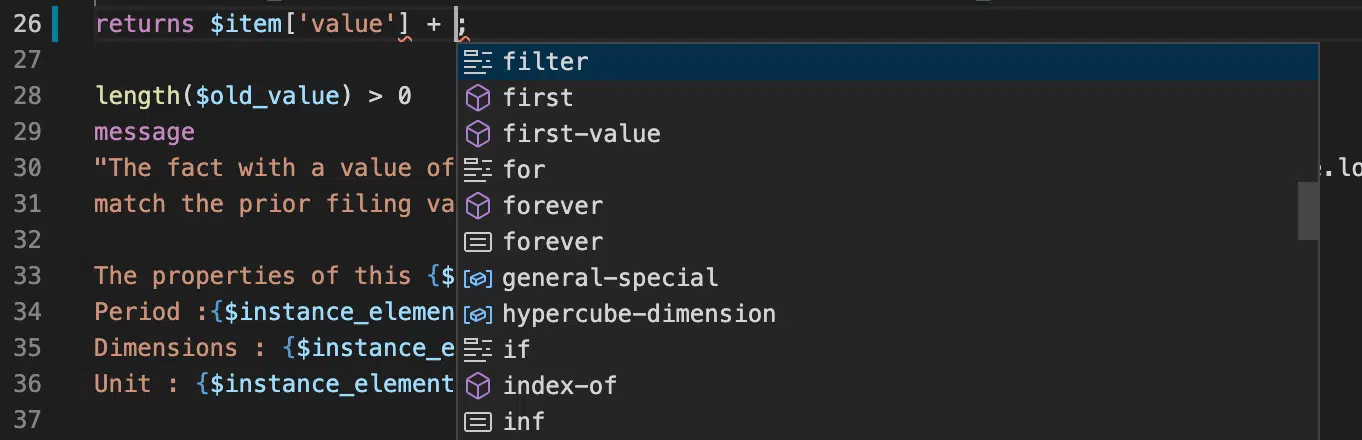 26 returns $item['value'] + ;
27
28 length($old_value) > 0
29 message
30 "The fact with a value of e.lo
31 match the prior filing va
32
33 The properties of this {$
34 Period :{$instance_elemen
35 Dimensions : {$instance_e
36 Unit : {$instance_element
37
filter
first
first-value
for
forever
forever
general-special
hypercube-dimension
if
index-of
inf